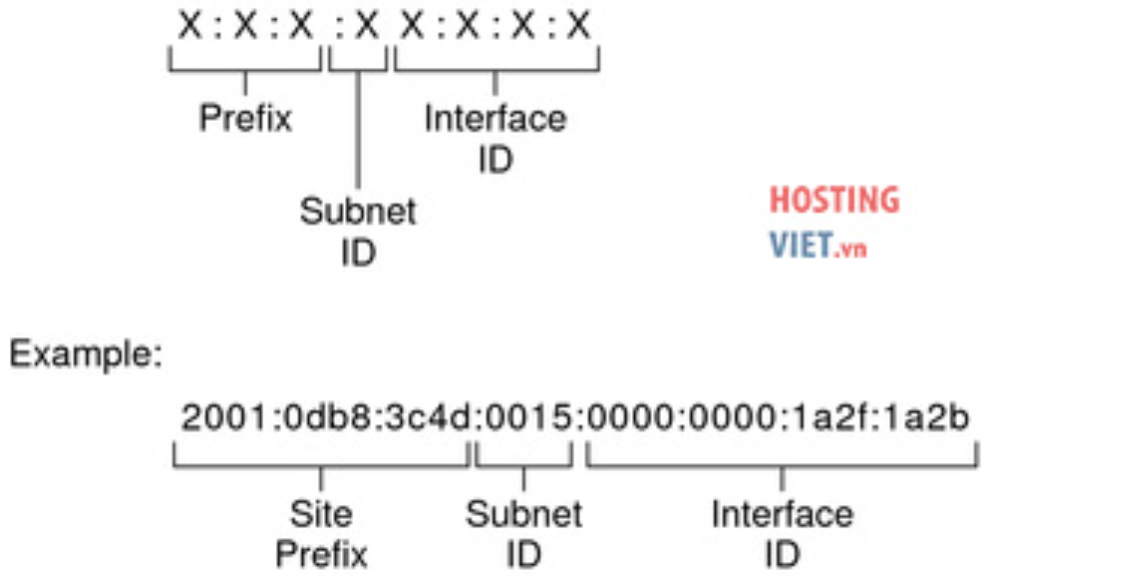 X : X : X : X X : X : X : X
Prefix
Interface
ID
Subnet
ID
HOSTING
VIET.vn
Example:
2001:0db8:3c4d:0015:0000:0000:1a2f:1a2b
Site
Prefix
Subnet
ID
Interface
ID